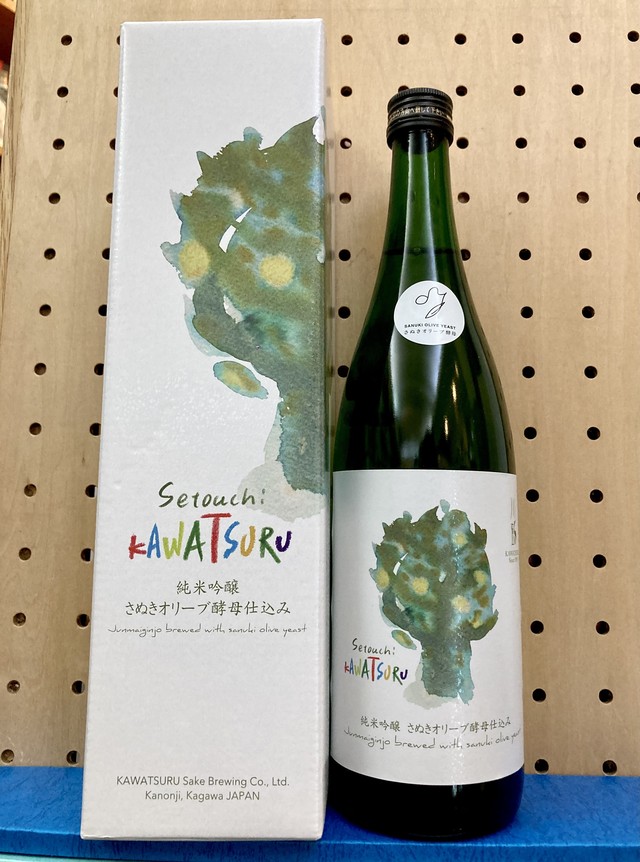 Setouchi
KAWATSURU
純米吟醸
さぬきオリーブ酵母仕込み
Junmaiginjo brewed with sanuki olive yeast
KAWATSURU Sake Brewing Co., Ltd.
Kanonji, Kagawa JAPAN
SANUKI OLIVE YEAST
さぬきオリーブ酵母
Setouchi
KAWATSURU
純米吟醸 さぬきオリーブ酵母仕込み
Junmaiginjo brewed with sanuki olive yeast